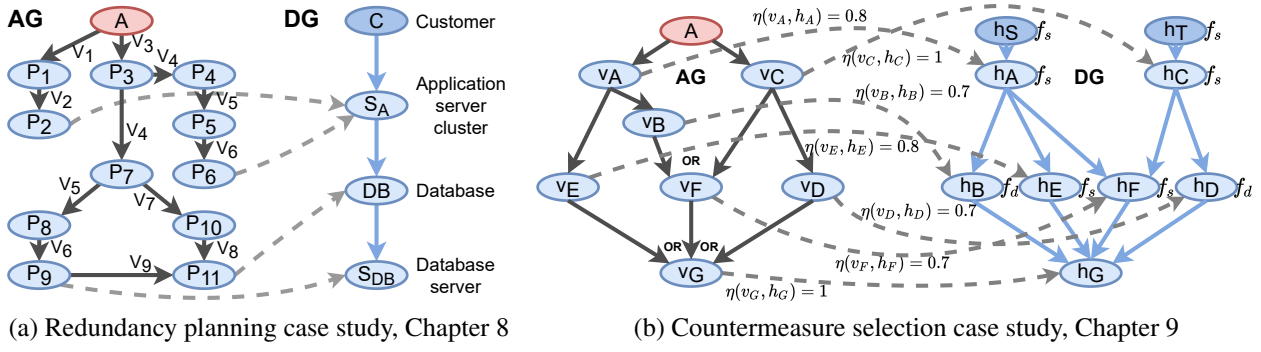 AG
A
DG
C
Customer
V1
V3
V4
P1
P3
P4
V2
V5
P2
SA
Application
server
cluster
P5
V4
V6
P7
P6
V5
V7
DB
Database
P8
P10
V6
V8
P9
V9
P11
SDB
Database
server
(a) Redundancy planning case study, Chapter 8
A
η(vA, hA) = 0.8
hS
fs
hT
fs
vA
AG
vC
η(vC, hC) = 1
hA
fs
DG
hC
fs
η(vB, hB) = 0.7
vB
OR
η(vE, hE) = 0.8
vE
vF
vD
hB
fd
hE
fs
hF
fs
hD
fd
η(vD, hD) = 0.7
OR
OR
η(vF, hF) = 0.7
vG
η(vG, hG) = 1
hG
(b) Countermeasure selection case study, Chapter 9